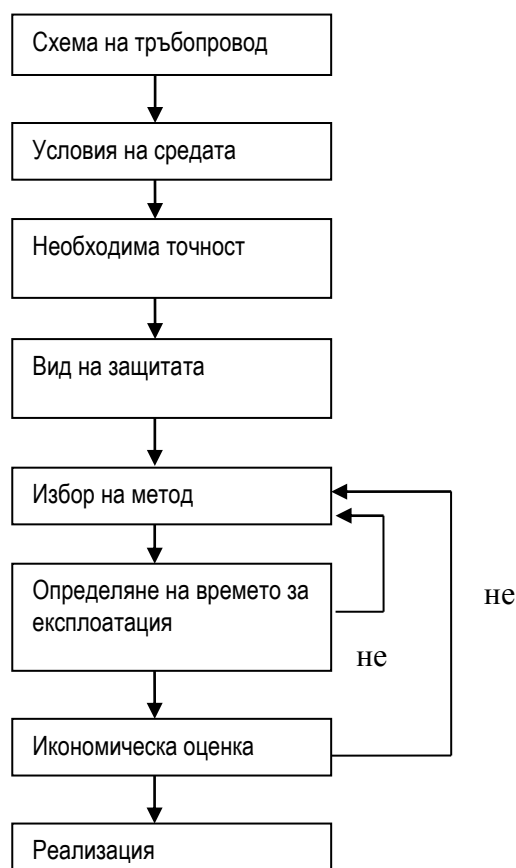 Схема на тръбопровод
Условия на средата
Необходима точност
Вид на защитата
Избор на метод
Определяне на времето за
експлоатация
не
не
Икономическа оценка
Реализация